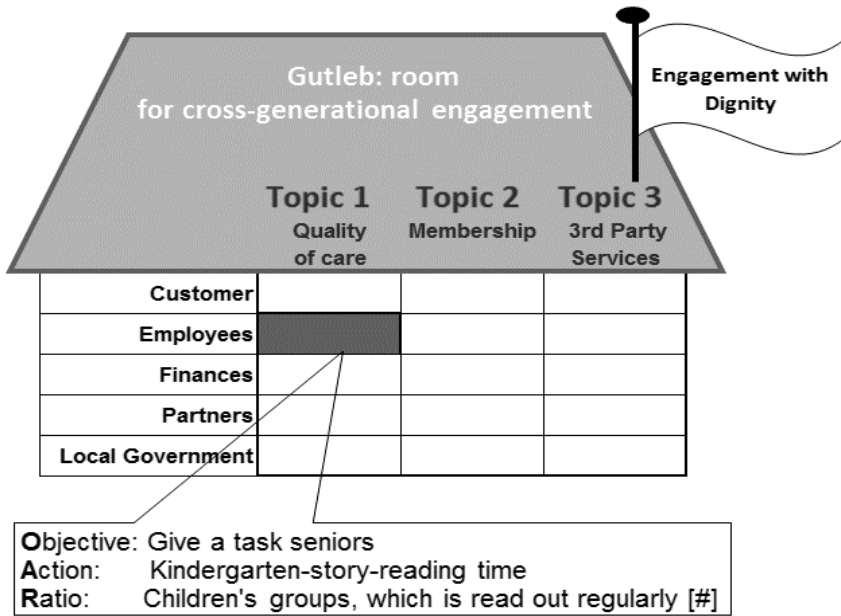 Gutleb: room
for cross-generational engagement
Engagement with
Dignity
Topic 1 Topic 2 Topic 3
Quality Membership 3rd Party
of care Services
Customer
Employees
Finances
Partners
Local Government
Objective: Give a task seniors
Action: Kindergarten-story-reading time
Ratio: Children's groups, which is read out regularly [#]